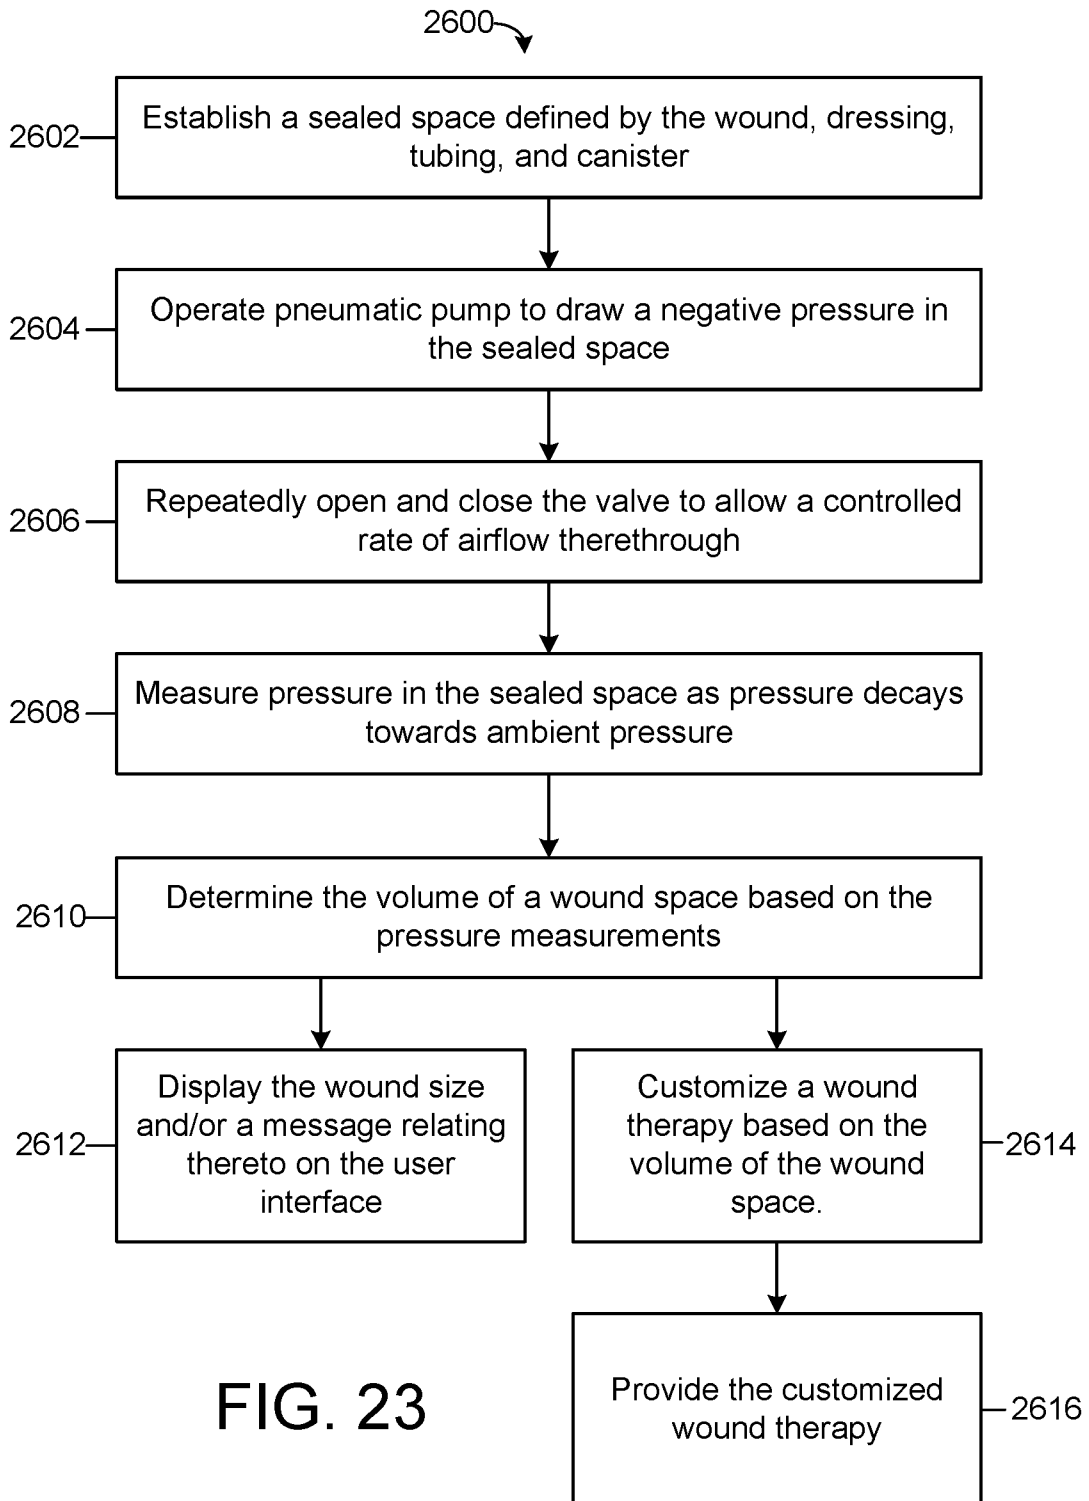 2600
2602
Establish a sealed space defined by the wound, dressing,
tubing, and canister
2604
Operate pneumatic pump to draw a negative pressure in
the sealed space
2606
Repeatedly open and close the valve to allow a controlled
rate of airflow therethrough
2608
Measure pressure in the sealed space as pressure decays
towards ambient pressure
2610
Determine the volume of a wound space based on the
pressure measurements
2612
Display the wound size
and/or a message relating
thereto on the user
interface
Customize a wound
therapy based on the
volume of the wound
space.
2614
Provide the customized
wound therapy
2616
FIG. 23